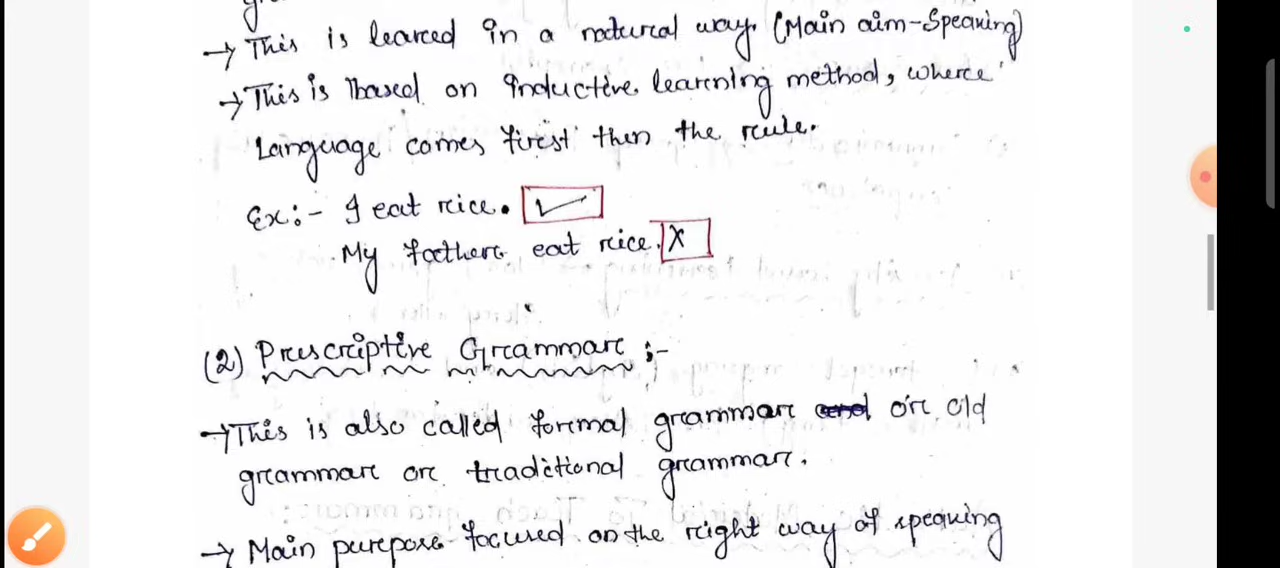 → This is learned in a natural way. (Main aim-Speaking)
→ This is based on inductive learning method, where
Language comes first then the rule.
Ex:- I eat rice. ✓
My father eat rice. X
(2) Prescriptive Grammar :-
→ This is also called formal grammar or old
grammar or traditional grammar.
→ Main purpose focused on the right way of speaking